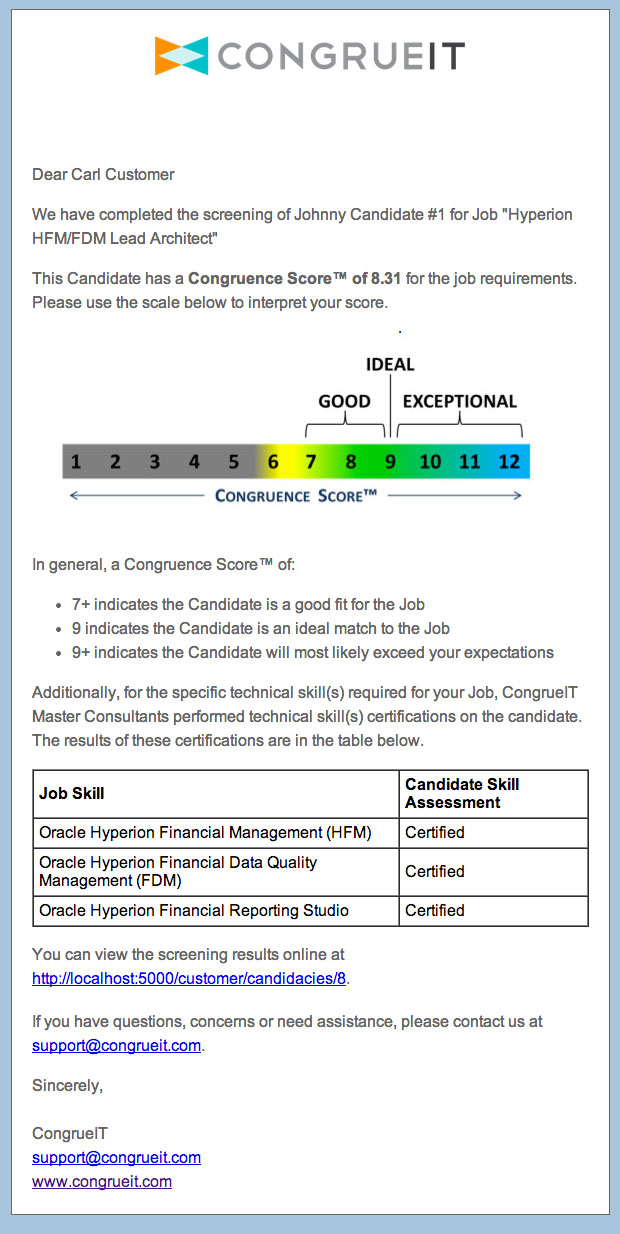 CONGRUEIT
Dear Carl Customer
We have completed the screening of Johnny Candidate #1 for Job "Hyperion
HFM/FDM Lead Architect"
This Candidate has a Congruence Score™ of 8.31 for the job requirements.
Please use the scale below to interpret your score.
IDEAL
GOOD EXCEPTIONAL
1 2 3 4 5 6 7 8 9 10 11 12
CONGRUENCE SCORE™
In general, a Congruence Score™ of:
• 7+ indicates the Candidate is a good fit for the Job
• 9 indicates the Candidate is an ideal match to the Job
• 9+ indicates the Candidate will most likely exceed your expectations
Additionally, for the specific technical skill(s) required for your Job, CongrueIT
Master Consultants performed technical skill(s) certifications on the candidate.
The results of these certifications are in the table below.
Job Skill
Candidate Skill
Assessment
Oracle Hyperion Financial Management (HFM) Certified
Oracle Hyperion Financial Data Quality
Management (FDM)
Certified
Oracle Hyperion Financial Reporting Studio Certified
You can view the screening results online at
http://localhost:5000/customer/candidacies/8.
If you have questions, concerns or need assistance, please contact us at
support@congrueit.com.
Sincerely,
CongrueIT
support@congrueit.com
www.congrueit.com